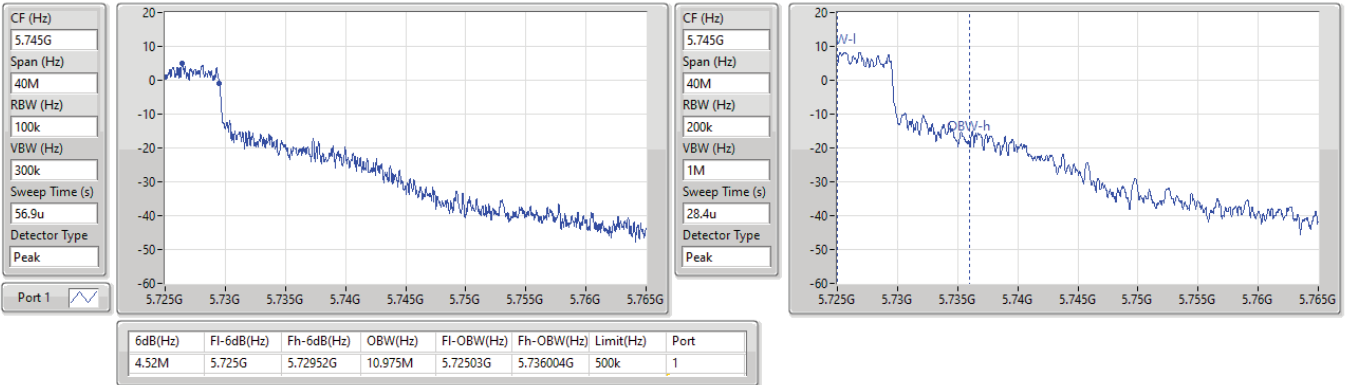 CF (Hz)
5.745G
Span (Hz)
40M
RBW (Hz)
100k
VBW (Hz)
300k
Sweep Time (s)
56.9u
Detector Type
Peak
Port 1
20
10
0
-10
-20
-30
-40
-50
-60
5.725G 5.73G 5.735G 5.74G 5.745G 5.75G 5.755G 5.76G 5.765G
CF (Hz)
5.745G
Span (Hz)
40M
RBW (Hz)
200k
VBW (Hz)
1M
Sweep Time (s)
28.4u
Detector Type
Peak
20
10
0
-10
-20
-30
-40
-50
-60
W-l
OBW-h
5.725G 5.73G 5.735G 5.74G 5.745G 5.75G 5.755G 5.76G 5.765G
6dB(Hz) Fl-6dB(Hz) Fh-6dB(Hz) OBW(Hz) Fl-OBW(Hz) Fh-OBW(Hz) Limit(Hz) Port
4.52M 5.725G 5.72952G 10.975M 5.72503G 5.736004G 500k 1